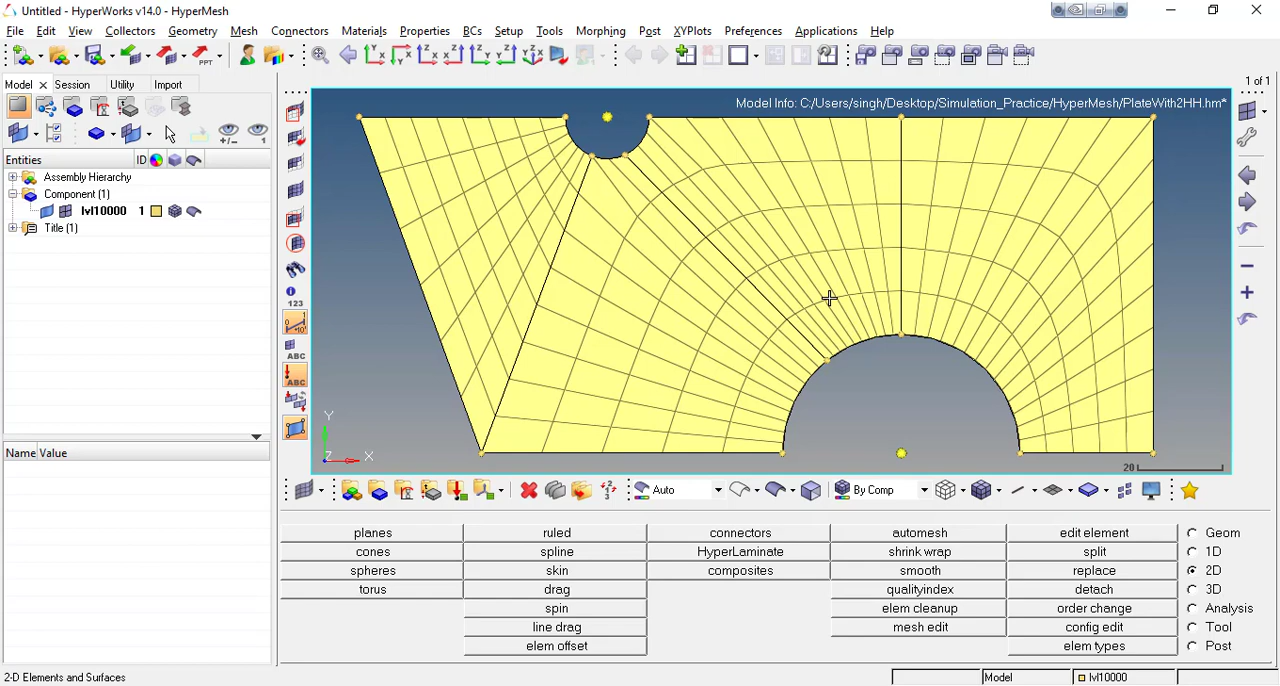 Untitled - HyperWorks v14.0 - HyperMesh
File Edit View Collectors Geometry Mesh Connectors Materials Properties BCs Setup Tools Morphing Post XYPlots Preferences Applications Help
Model Session Utility Import
1 of 1
Model Info: C:/Users/singh/Desktop/Simulation_Practice/HyperMesh/PlateWith2HH.hm*
Entities ID
Assembly Hierarchy
Component (1)
lvl10000 1
Title (1)
123
ABC
ABC
Y
X
Z
20
Name Value
Auto By Comp
planes ruled connectors automesh edit element Geom
cones spline HyperLaminate shrink wrap split 1D
spheres skin composites smooth replace 2D
torus drag qualityindex detach 3D
spin elem cleanup order change Analysis
line drag mesh edit config edit Tool
elem offset elem types Post
2-D Elements and Surfaces Model lvl10000